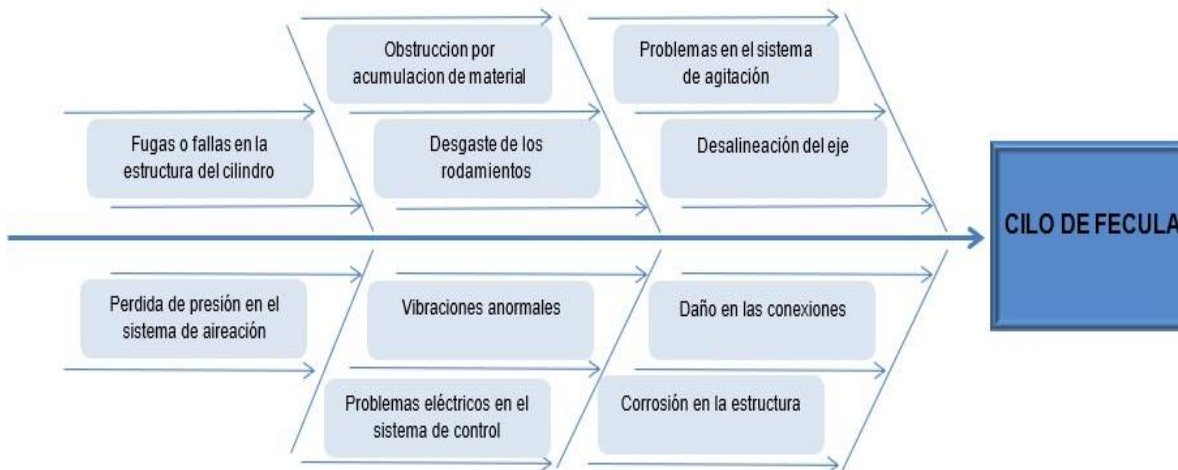 Obstruccion por
acumulacion de material
Problemas en el sistema
de agitación
Fugas o fallas en la
estructura del cilindro
Desgaste de los
rodamientos
Desalineación del eje
CILO DE FECULA
Perdida de presión en el
sistema de aireación
Vibraciones anormales
Daño en las conexiones
Problemas eléctricos en el
sistema de control
Corrosión en la estructura